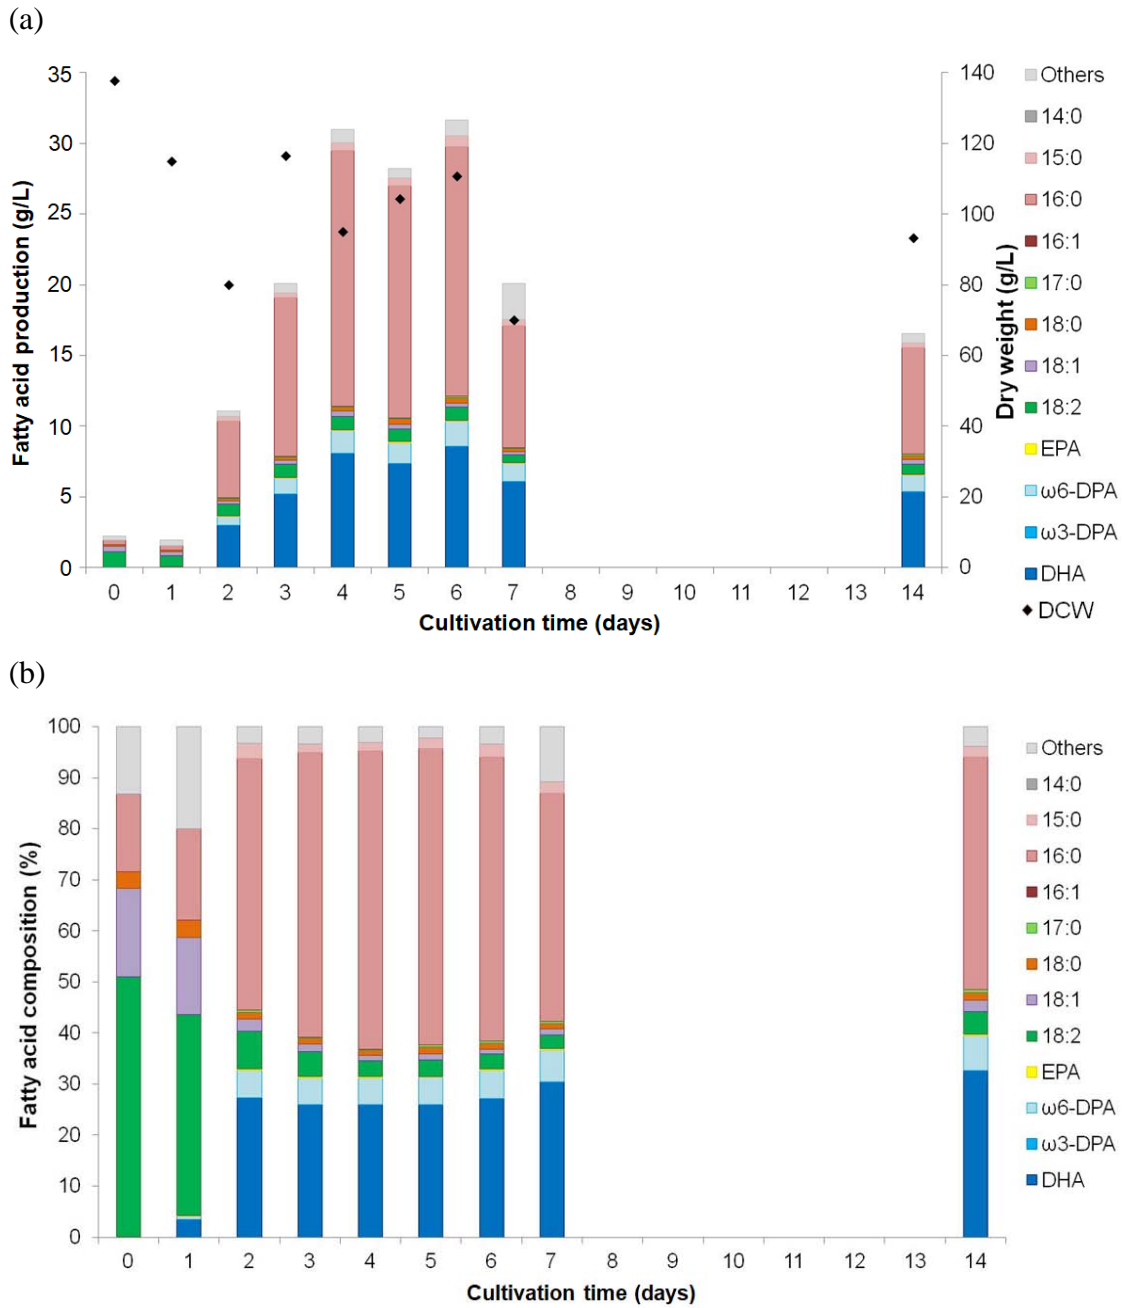 (a)
35
30
25
20
15
10
5
0
Fatty acid production (g/L)
140
120
100
80
60
40
20
0
Dry weight (g/L)
0 1 2 3 4 5 6 7 8 9 10 11 12 13 14
Cultivation time (days)
Others
14:0
15:0
16:0
16:1
17:0
18:0
18:1
18:2
EPA
ω6-DPA
ω3-DPA
DHA
DCW
(b)
100
90
80
70
60
50
40
30
20
10
0
Fatty acid composition (%)
0 1 2 3 4 5 6 7 8 9 10 11 12 13 14
Cultivation time (days)
Others
14:0
15:0
16:0
16:1
17:0
18:0
18:1
18:2
EPA
ω6-DPA
ω3-DPA
DHA